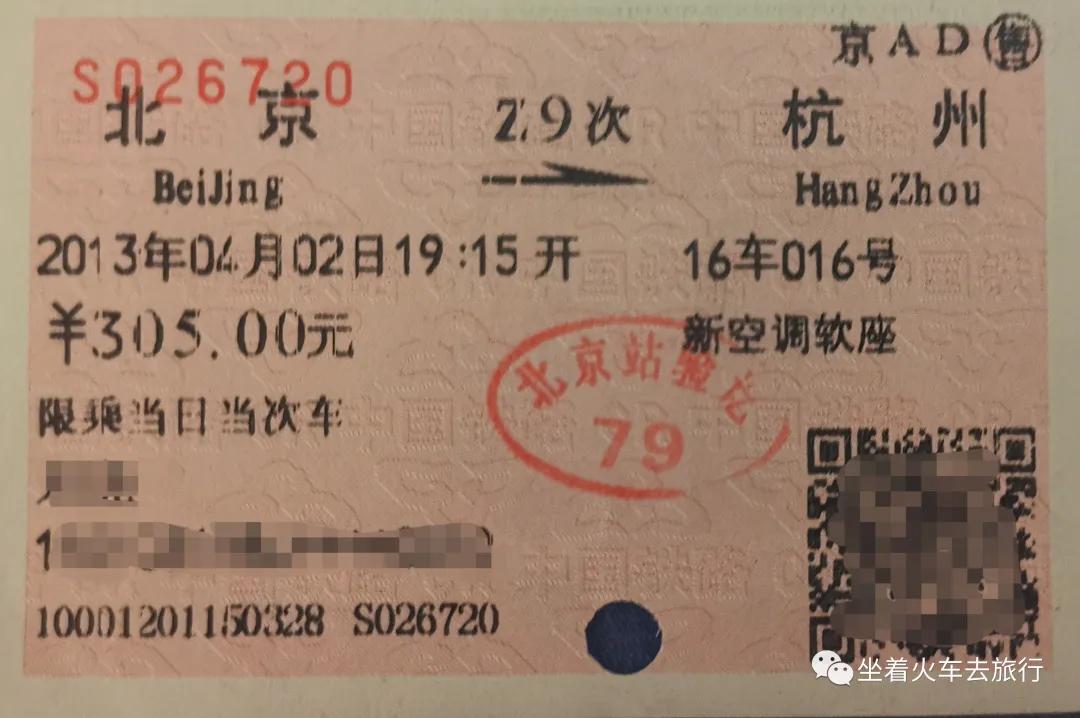 京AD售
S026720
北京 Z9次 杭州
BeiJing HangZhou
2013年04月02日19:15开 16车016号
¥305.00元 新空调软座
限乘当日当次车
北京站验讫
79
1
10001201150328 S026720
坐着火车去旅行